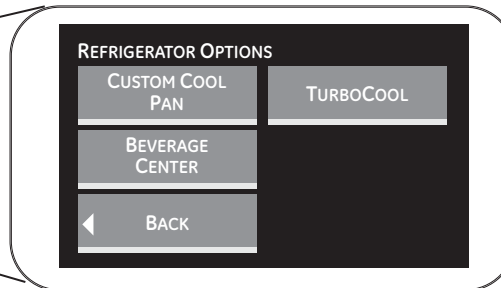 REFRIGERATOR OPTIONS
CUSTOM COOL
PAN
TURBOCOOL
BEVERAGE
CENTER
BACK